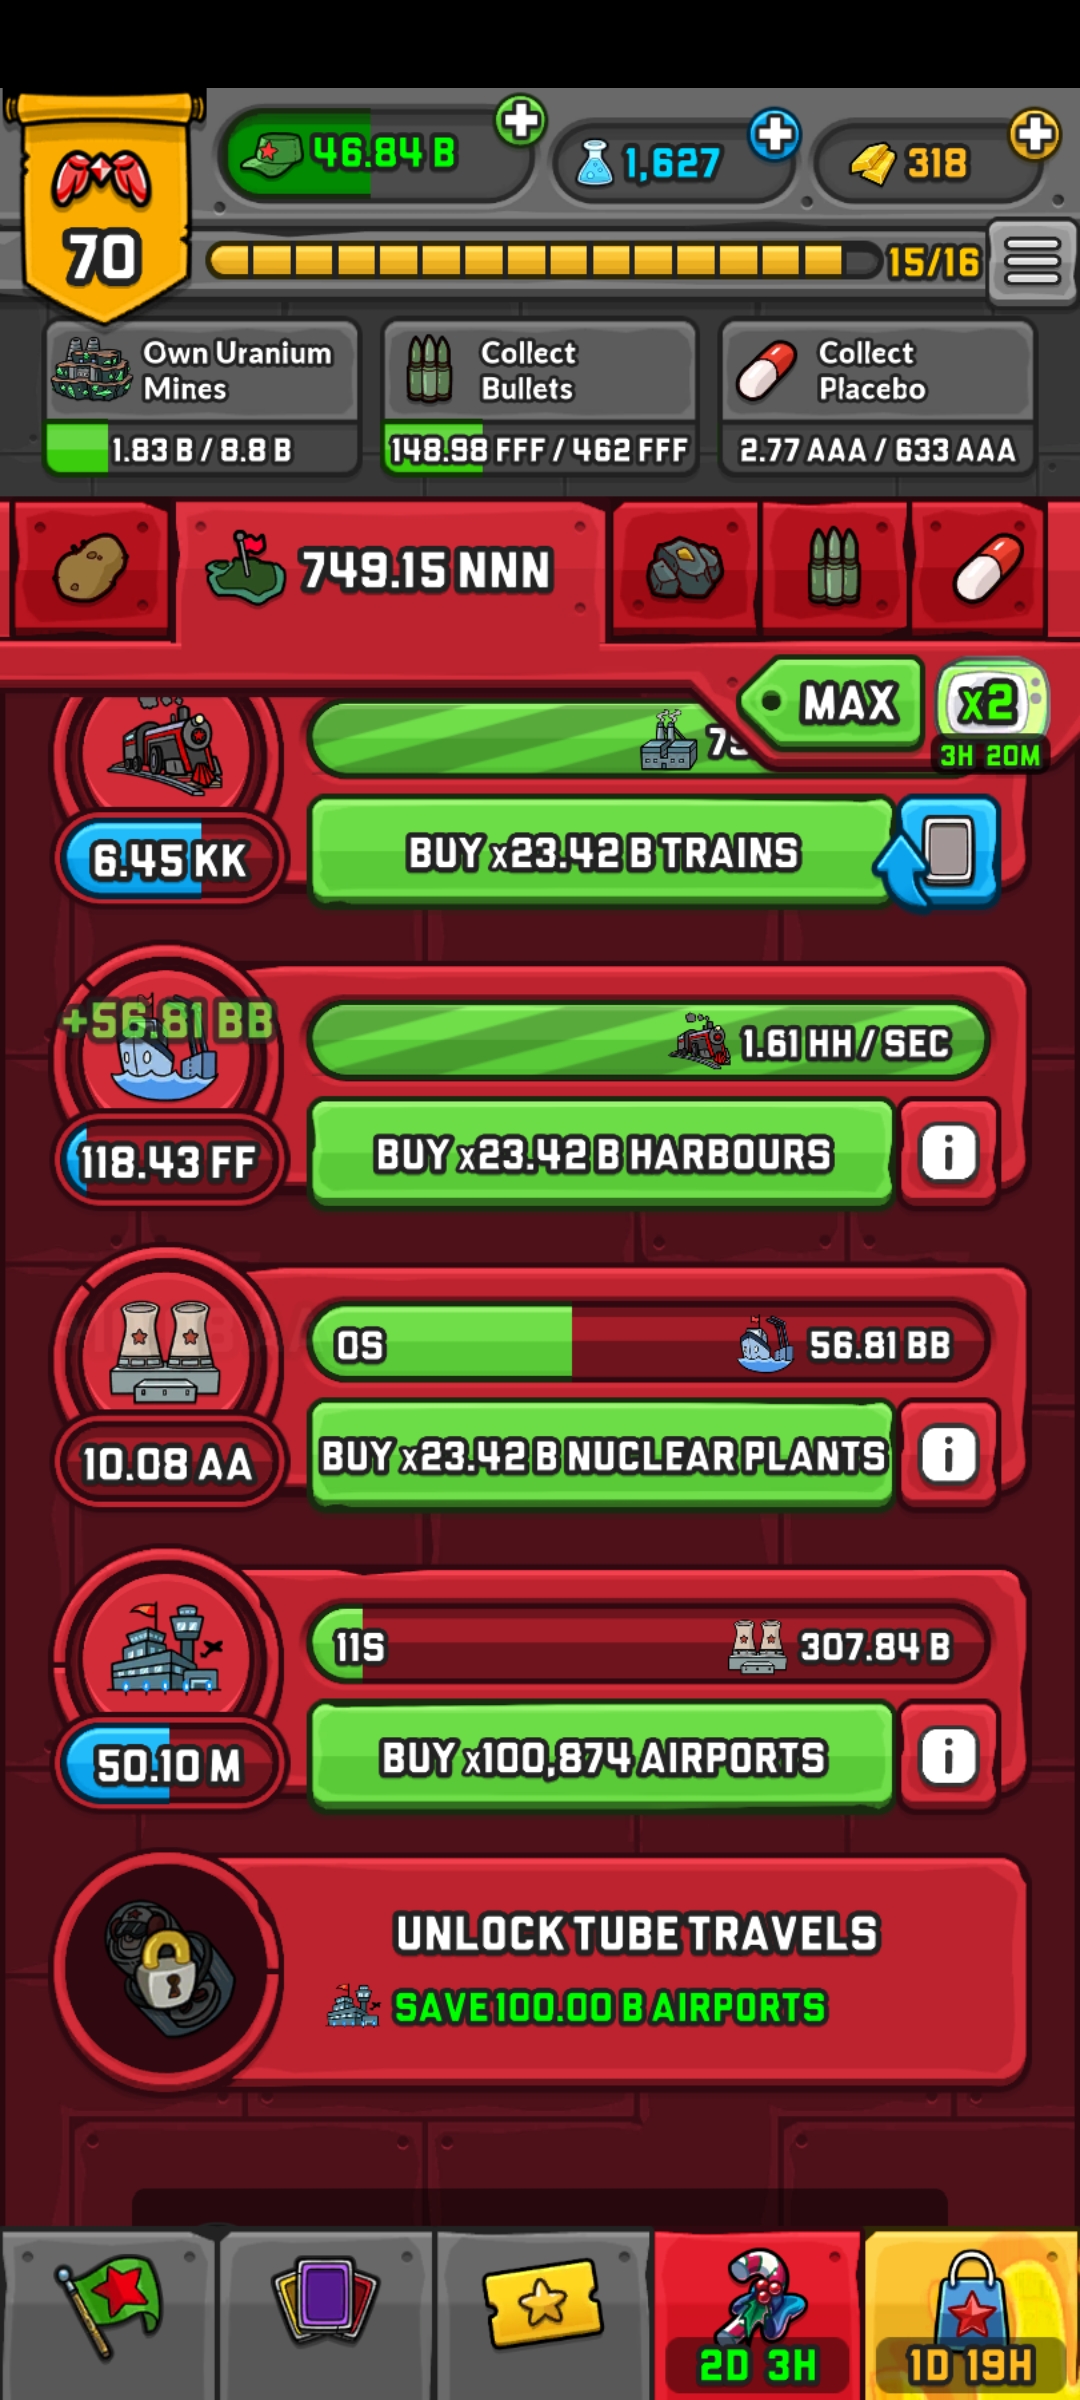 46.84 B
1,627
318
70
15/16
Own Uranium
Mines
1.83 B / 8.8 B
Collect
Bullets
148.98 FFF / 462 FFF
Collect
Placebo
2.77 AAA / 633 AAA
749.15 NNN
MAX
x2
3H 20M
6.45 KK
BUY x23.42 B TRAINS
+56.81 BB
1.61 HH / SEC
118.43 FF
BUY x23.42 B HARBOURS
0S
56.81 BB
10.08 AA
BUY x23.42 B NUCLEAR PLANTS
11S
307.84 B
50.10 M
BUY x100,874 AIRPORTS
UNLOCK TUBE TRAVELS
SAVE 100.00 B AIRPORTS
2D 3H
1D 19H